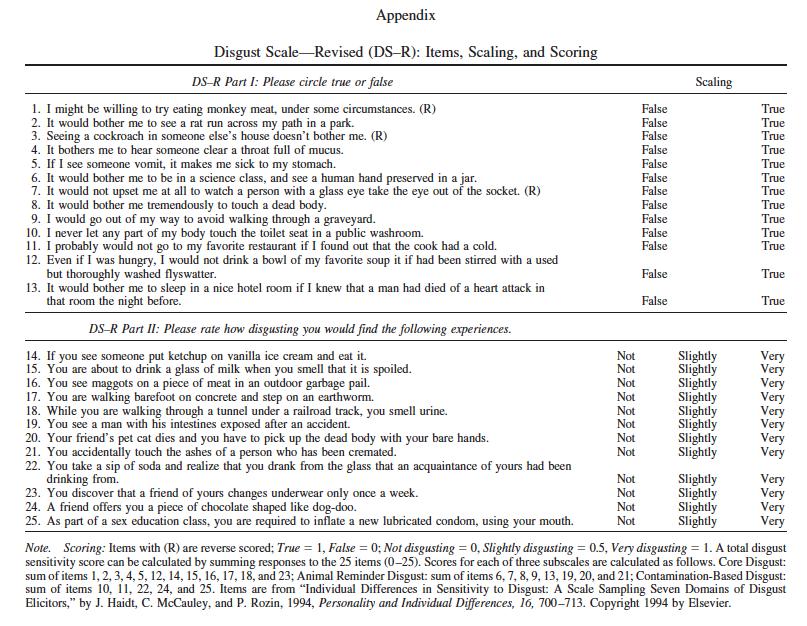 Appendix
Disgust Scale—Revised (DS–R): Items, Scaling, and Scoring
DS–R Part I: Please circle true or false Scaling
1. I might be willing to try eating monkey meat, under some circumstances. (R) False True
2. It would bother me to see a rat run across my path in a park. False True
3. Seeing a cockroach in someone else's house doesn't bother me. (R) False True
4. It bothers me to hear someone clear a throat full of mucus. False True
5. If I see someone vomit, it makes me sick to my stomach. False True
6. It would bother me to be in a science class, and see a human hand preserved in a jar. False True
7. It would not upset me at all to watch a person with a glass eye take the eye out of the socket. (R) False True
8. It would bother me tremendously to touch a dead body. False True
9. I would go out of my way to avoid walking through a graveyard. False True
10. I never let any part of my body touch the toilet seat in a public washroom. False True
11. I probably would not go to my favorite restaurant if I found out that the cook had a cold. False True
12. Even if I was hungry, I would not drink a bowl of my favorite soup it if had been stirred with a used
but thoroughly washed flyswatter. False True
13. It would bother me to sleep in a nice hotel room if I knew that a man had died of a heart attack in
that room the night before. False True
DS–R Part II: Please rate how disgusting you would find the following experiences.
14. If you see someone put ketchup on vanilla ice cream and eat it. Not Slightly Very
15. You are about to drink a glass of milk when you smell that it is spoiled. Not Slightly Very
16. You see maggots on a piece of meat in an outdoor garbage pail. Not Slightly Very
17. You are walking barefoot on concrete and step on an earthworm. Not Slightly Very
18. While you are walking through a tunnel under a railroad track, you smell urine. Not Slightly Very
19. You see a man with his intestines exposed after an accident. Not Slightly Very
20. Your friend's pet cat dies and you have to pick up the dead body with your bare hands. Not Slightly Very
21. You accidentally touch the ashes of a person who has been cremated. Not Slightly Very
22. You take a sip of soda and realize that you drank from the glass that an acquaintance of yours had been
drinking from. Not Slightly Very
23. You discover that a friend of yours changes underwear only once a week. Not Slightly Very
24. A friend offers you a piece of chocolate shaped like dog-doo. Not Slightly Very
25. As part of a sex education class, you are required to inflate a new lubricated condom, using your mouth. Not Slightly Very
Note. Scoring: Items with (R) are reverse scored; True = 1, False = 0; Not disgusting = 0, Slightly disgusting = 0.5, Very disgusting = 1. A total disgust
sensitivity score can be calculated by summing responses to the 25 items (0–25). Scores for each of three subscales are calculated as follows. Core Disgust:
sum of items 1, 2, 3, 4, 5, 12, 14, 15, 16, 17, 18, and 23; Animal Reminder Disgust: sum of items 6, 7, 8, 9, 13, 19, 20, and 21; Contamination-Based Disgust:
sum of items 10, 11, 22, 24, and 25. Items are from "Individual Differences in Sensitivity to Disgust: A Scale Sampling Seven Domains of Disgust
Elicitors," by J. Haidt, C. McCauley, and P. Rozin, 1994, Personality and Individual Differences, 16, 700–713. Copyright 1994 by Elsevier.